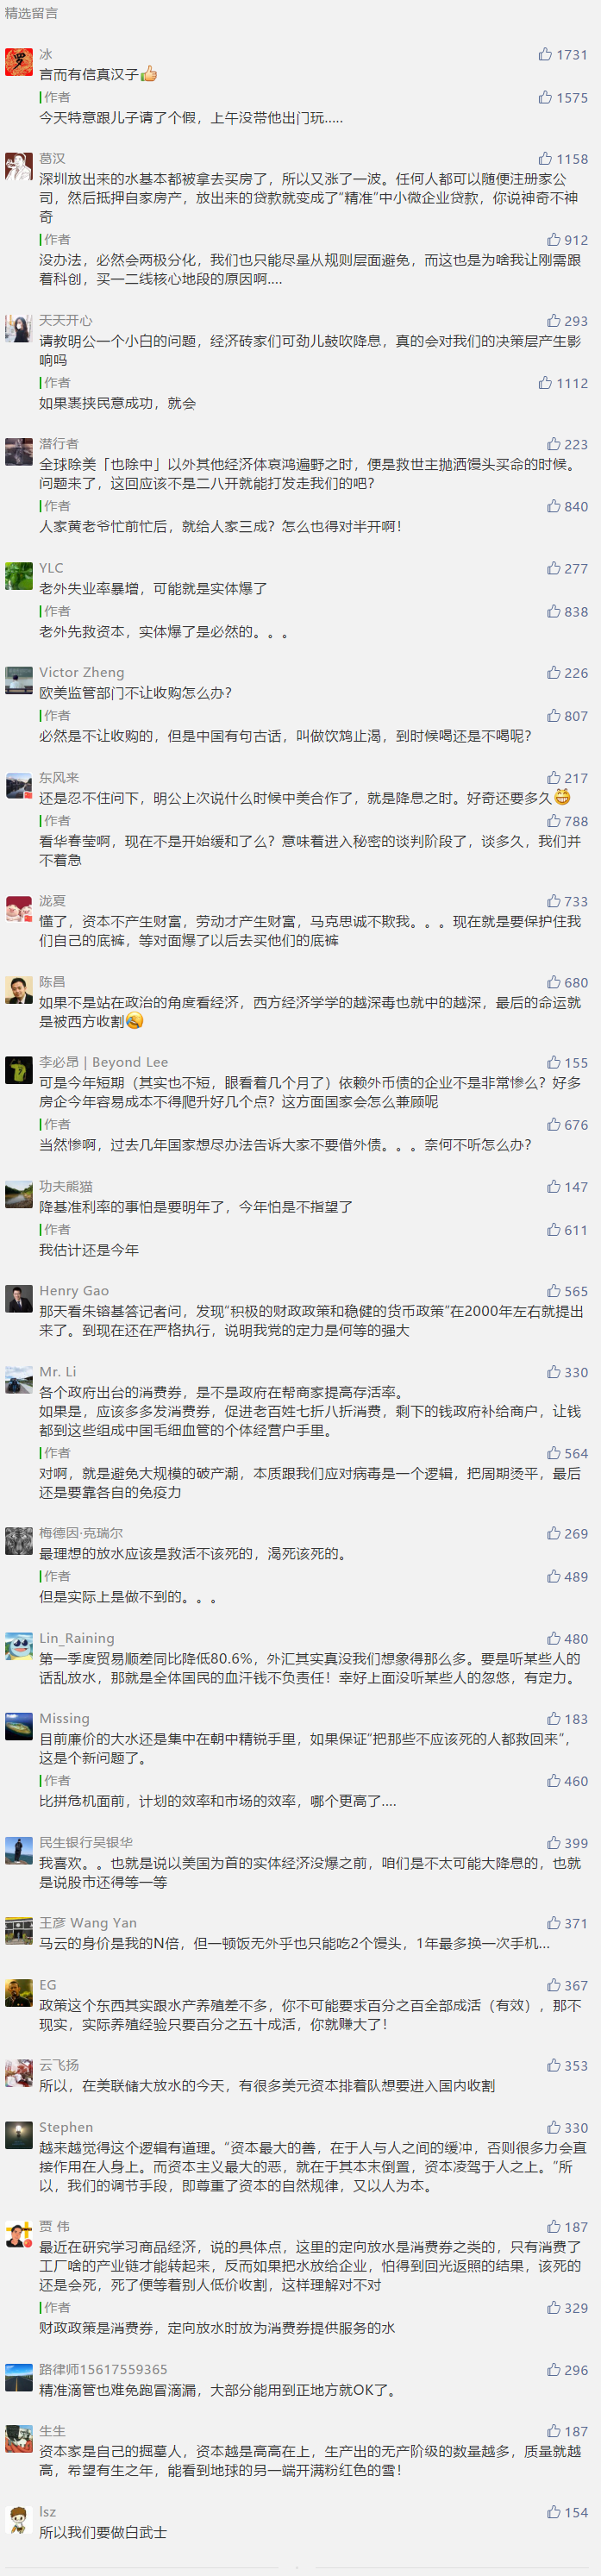 精选留言
冰 1731
言而有信真汉子👍
作者 1575
今天特意跟儿子请了个假，上午没带他出门玩.....
葛汉 1158
深圳放出来的水基本都被拿去买房了，所以又涨了一波。任何人都可以随便注册家公
司，然后抵押自家房产，放出来的贷款就变成了“精准”中小微企业贷款，你说神奇不神
奇
作者 912
没办法，必然会两极分化，我们也只能尽量从规则层面避免，而这也是为啥我让刚需跟
着科创，买一二线核心地段的原因啊....
天天开心 293
请教明公一个小白的问题，经济砖家们可劲儿鼓吹降息，真的会对我们的决策层产生影
响吗
作者 1112
如果裹挟民意成功，就会
潜行者 223
全球除美「也除中」以外其他经济体哀鸿遍野之时，便是救世主抛洒馒头买命的时候。
问题来了，这回应该不是二八开就能打发走我们的吧？
作者 840
人家黄老爷忙前忙后，就给人家三成？怎么也得对半开啊！
YLC 277
老外失业率暴增，可能就是实体爆了
作者 838
老外先救资本，实体爆了是必然的。。。
Victor Zheng 226
欧美监管部门不让收购怎么办？
作者 807
必然是不让收购的，但是中国有句古话，叫做饮鸩止渴，到时候喝还是不喝呢？
东风来 217
还是忍不住问下，明公上次说什么时候中美合作了，就是降息之时。好奇还要多久😁
作者 788
看华春莹啊，现在不是开始缓和了么？意味着进入秘密的谈判阶段了，谈多久，我们并
不着急
泷夏 733
懂了，资本不产生财富，劳动才产生财富，马克思诚不欺我。。。现在就是要保护住我
们自己的底裤，等对面爆了以后去买他们的底裤
陈昌 680
如果不是站在政治的角度看经济，西方经济学学的越深毒也就中的越深，最后的命运就
是被西方收割
李必昂 | Beyond Lee 155
可是今年短期（其实也不短，眼看着几个月了）依赖外币债的企业不是非常惨么？好多
房企今年容易成本不得爬升好几个点？这方面国家会怎么兼顾呢
作者 676
当然惨啊，过去几年国家想尽办法告诉大家不要借外债。。。奈何不听怎么办？
功夫熊猫 147
降基准利率的事怕是要明年了，今年怕是不指望了
作者 611
我估计还是今年
Henry Gao 565
那天看朱镕基答记者问，发现“积极的财政政策和稳健的货币政策”在2000年左右就提出
来了。到现在还在严格执行，说明我党的定力是何等的强大
Mr. Li 330
各个政府出台的消费券，是不是政府在帮商家提高存活率。
如果是，应该多多发消费券，促进老百姓七折八折消费，剩下的钱政府补给商户，让钱
都到这些组成中国毛细血管的个体经营户手里。
作者 564
对啊，就是避免大规模的破产潮，本质跟我们应对病毒是一个逻辑，把周期烫平，最后
还是要靠各自的免疫力
梅德因·克瑞尔 269
最理想的放水应该是救活不该死的，渴死该死的。
作者 489
但是实际上是做不到的。。。
Lin_Raining 480
第一季度贸易顺差同比降低80.6%，外汇其实真没我们想象得那么多。要是听某些人的
话乱放水，那就是全体国民的血汗钱不负责任！幸好上面没听某些人的忽悠，有定力。
Missing 183
目前廉价的大水还是集中在朝中精锐手里，如果保证“把那些不应该死的人都救回来”，
这是个新问题了。
作者 460
比拼危机面前，计划的效率和市场的效率，哪个更高了....
民生银行吴银华 399
我喜欢。。也就是说以美国为首的实体经济没爆之前，咱们是不太可能大降息的，也就
是说股市还得等一等
王彦 Wang Yan 371
马云的身价是我的N倍，但一顿饭无外乎也只能吃2个馒头，1年最多换一次手机...
EG 367
政策这个东西其实跟水产养殖差不多，你不可能要求百分之百全部成活（有效），那不
现实，实际养殖经验只要百分之五十成活，你就赚大了！
云飞扬 353
所以，在美联储大放水的今天，有很多美元资本排着队想要进入国内收割
Stephen 330
越来越觉得这个逻辑有道理。“资本最大的善，在于人与人之间的缓冲，否则很多力会直
接作用在人身上。而资本主义最大的恶，就在于其本末倒置，资本凌驾于人之上。”所
以，我们的调节手段，即尊重了资本的自然规律，又以人为本。
贾 伟 187
最近在研究学习商品经济，说的具体点，这里的定向放水是消费券之类的，只有消费了
工厂啥的产业链才能转起来，反而如果把水放给企业，怕得到回光返照的结果，该死的
还是会死，死了便等着别人低价收割，这样理解对不对
作者 329
财政政策是消费券，定向放水时放为消费券提供服务的水
路律师15617559365 296
精准滴管也难免跑冒滴漏，大部分能用到正地方就OK了。
生生 187
资本家是自己的掘墓人，资本越是高高在上，生产出的无产阶级的数量越多，质量就越
高，希望有生之年，能看到地球的另一端开满粉红色的雪！
lsz 154
所以我们要做白武士